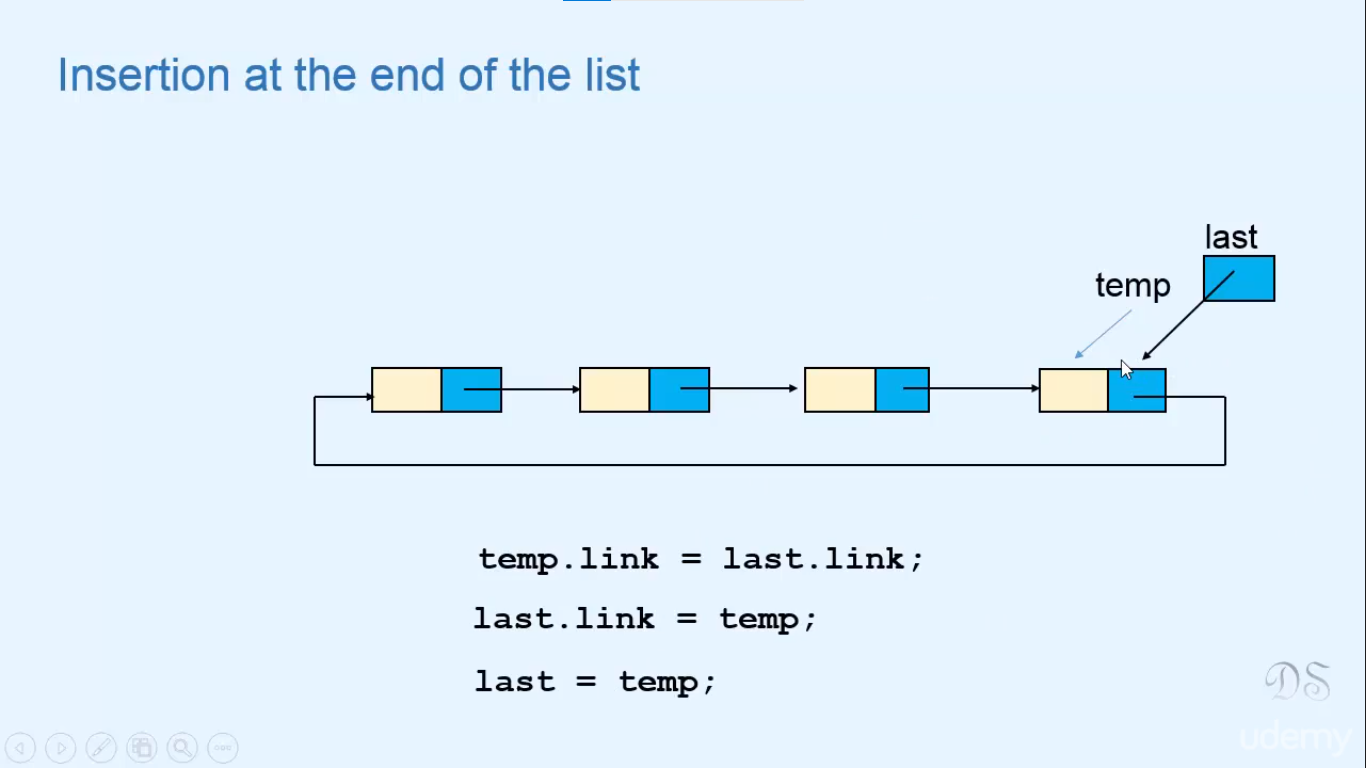 Insertion at the end of the list
last
temp
temp.link = last.link;
last.link = temp;
last = temp;
DS
udemy